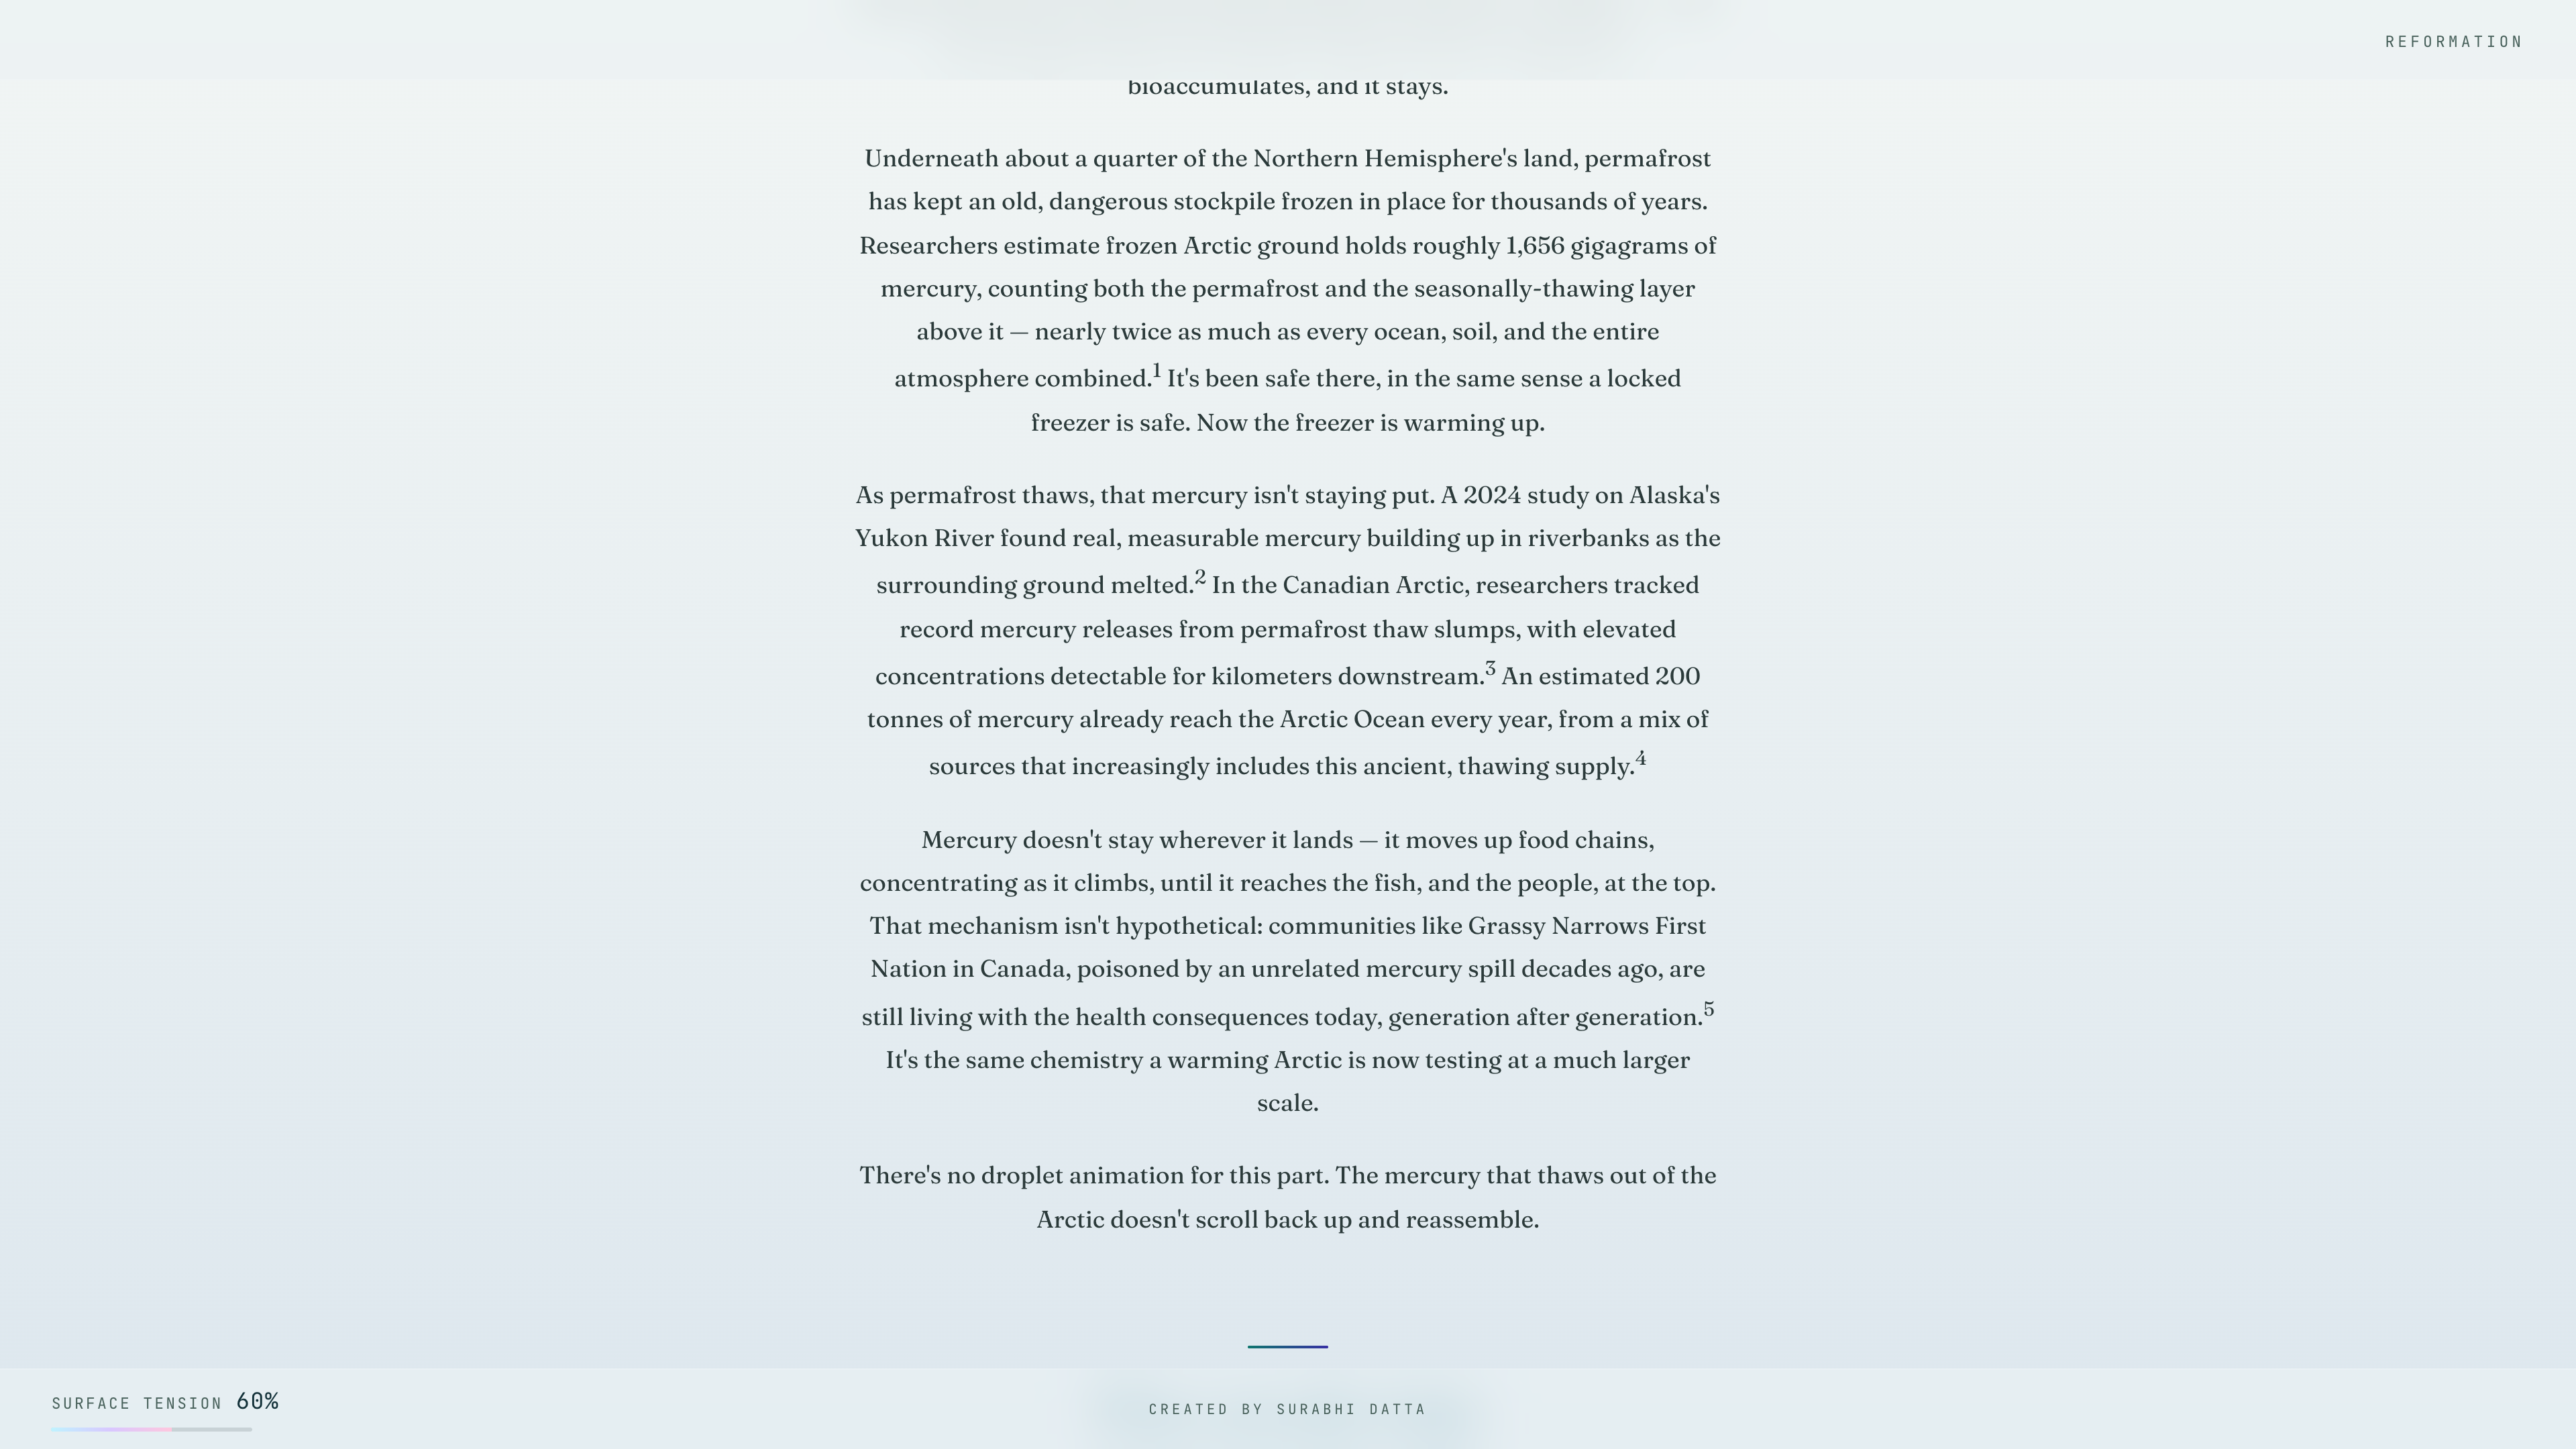 REFORMATION
bioaccumulates, and it stays.
Underneath about a quarter of the Northern Hemisphere's land, permafrost
has kept an old, dangerous stockpile frozen in place for thousands of years.
Researchers estimate frozen Arctic ground holds roughly 1,656 gigagrams of
mercury, counting both the permafrost and the seasonally-thawing layer
above it — nearly twice as much as every ocean, soil, and the entire
atmosphere combined.1 It's been safe there, in the same sense a locked
freezer is safe. Now the freezer is warming up.
As permafrost thaws, that mercury isn't staying put. A 2024 study on Alaska's
Yukon River found real, measurable mercury building up in riverbanks as the
surrounding ground melted.2 In the Canadian Arctic, researchers tracked
record mercury releases from permafrost thaw slumps, with elevated
concentrations detectable for kilometers downstream.3 An estimated 200
tonnes of mercury already reach the Arctic Ocean every year, from a mix of
sources that increasingly includes this ancient, thawing supply.4
Mercury doesn't stay wherever it lands — it moves up food chains,
concentrating as it climbs, until it reaches the fish, and the people, at the top.
That mechanism isn't hypothetical: communities like Grassy Narrows First
Nation in Canada, poisoned by an unrelated mercury spill decades ago, are
still living with the health consequences today, generation after generation.5
It's the same chemistry a warming Arctic is now testing at a much larger
scale.
There's no droplet animation for this part. The mercury that thaws out of the
Arctic doesn't scroll back up and reassemble.
SURFACE TENSION 60%
CREATED BY SURABHI DATTA